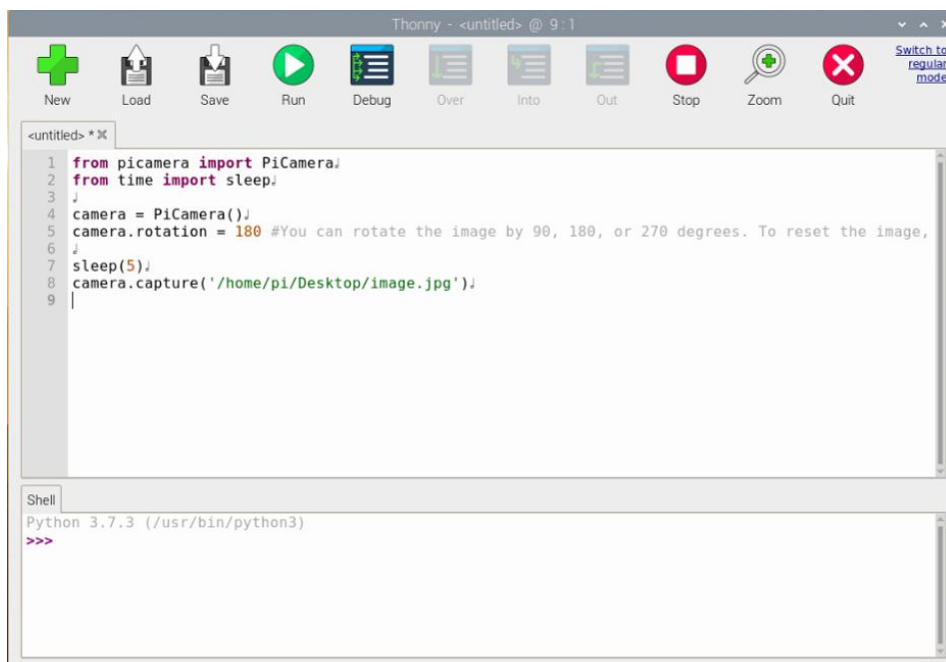 Thonny - <untitled> @ 9:1
New Load Save Run Debug Over Into Out Stop Zoom Quit
Switch to
regular
mode
<untitled> *
1 from picamera import PiCamera
2 from time import sleep
3
4 camera = PiCamera()
5 camera.rotation = 180 #You can rotate the image by 90, 180, or 270 degrees. To reset the image,
6
7 sleep(5)
8 camera.capture('/home/pi/Desktop/image.jpg')
9
Shell
Python 3.7.3 (/usr/bin/python3)
>>>